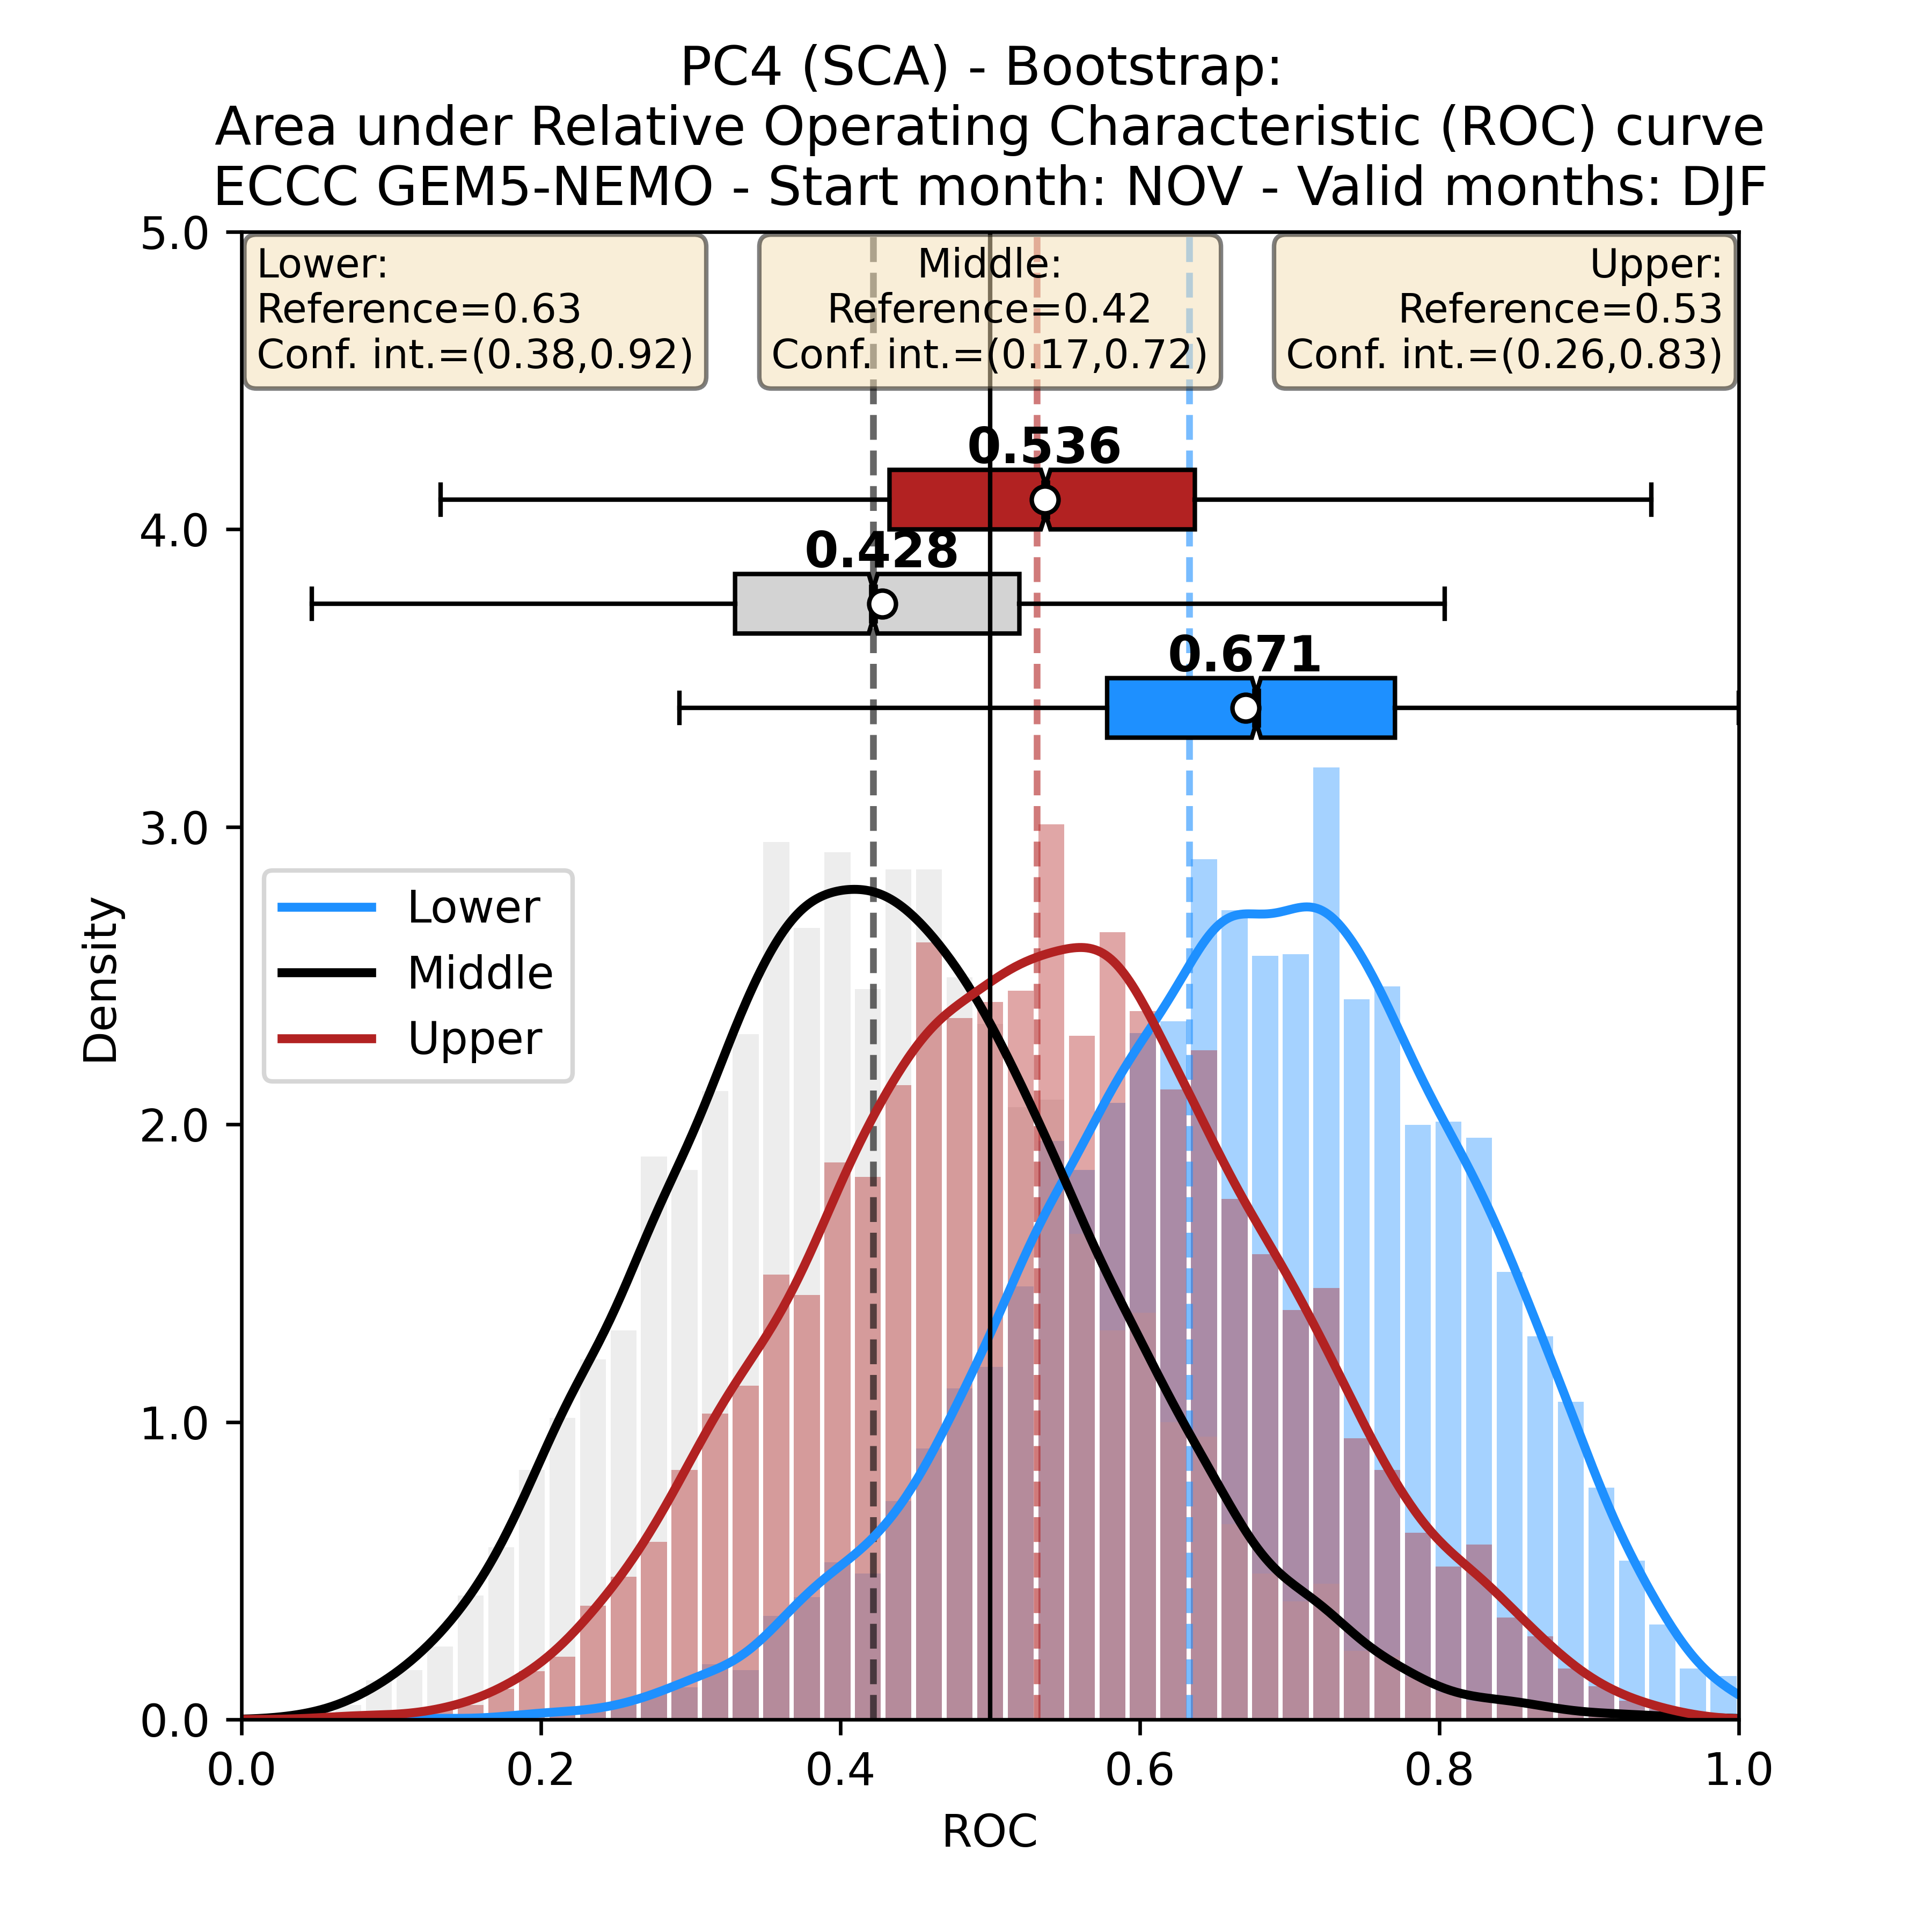 PC4 (SCA) - Bootstrap:
Area under Relative Operating Characteristic (ROC) curve
ECCC GEM5-NEMO - Start month: NOV - Valid months: DJF
5.0
Lower:
Reference=0.63
Conf. int.=(0.38,0.92)
Middle:
Reference=0.42
Conf. int.=(0.17,0.72)
Upper:
Reference=0.53
Conf. int.=(0.26,0.83)
0.536
4.0
0.428
0.671
3.0
Lower
Middle
Upper
Density
2.0
1.0
0.0
0.0 0.2 0.4 0.6 0.8 1.0
ROC